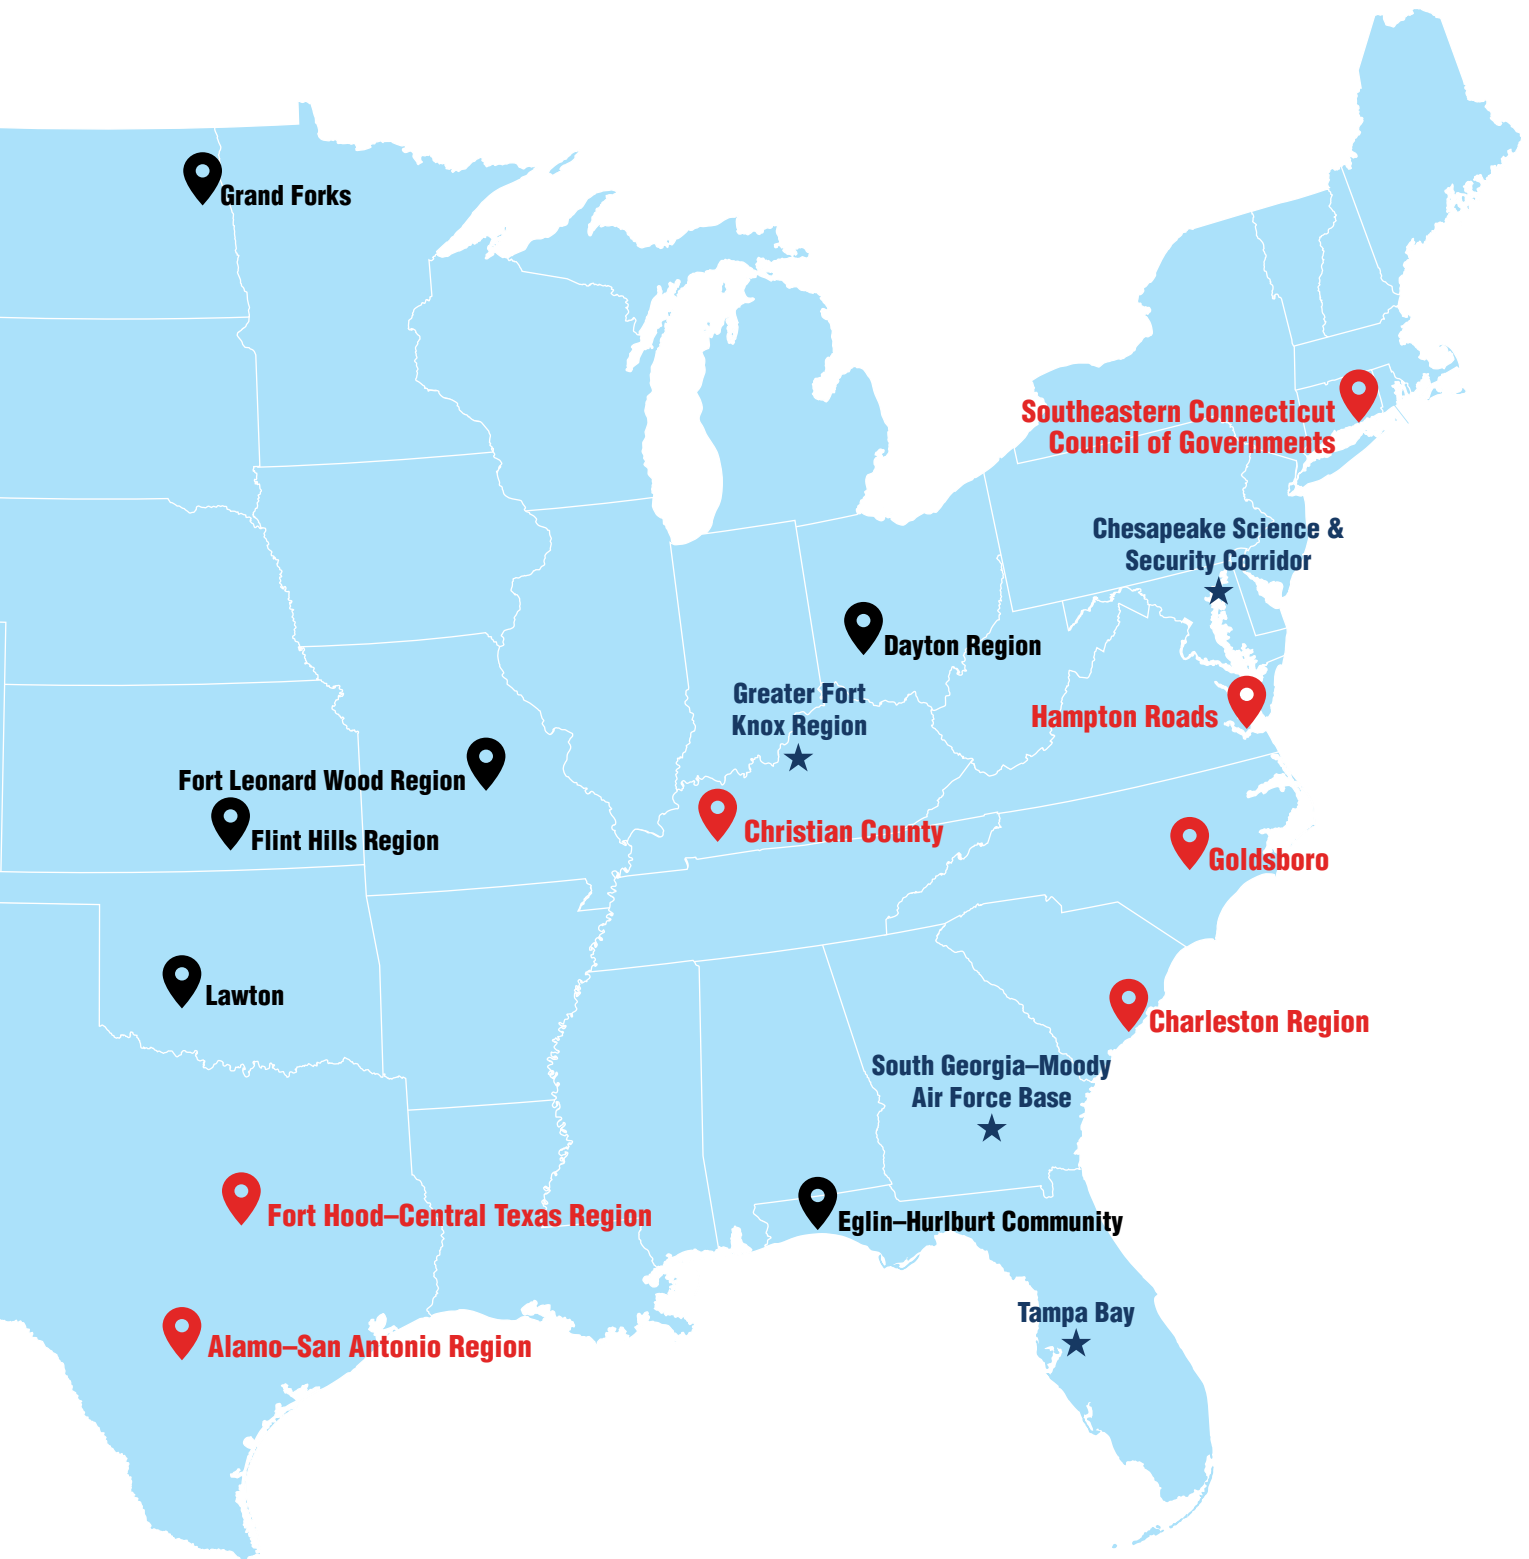 Grand Forks
Southeastern Connecticut
Council of Governments
Chesapeake Science &
Security Corridor
Dayton Region
Greater Fort
Knox Region
Hampton Roads
Fort Leonard Wood Region
Flint Hills Region
Christian County
Goldsboro
Lawton
Charleston Region
South Georgia–Moody
Air Force Base
Fort Hood–Central Texas Region
Eglin–Hurlburt Community
Tampa Bay
Alamo–San Antonio Region